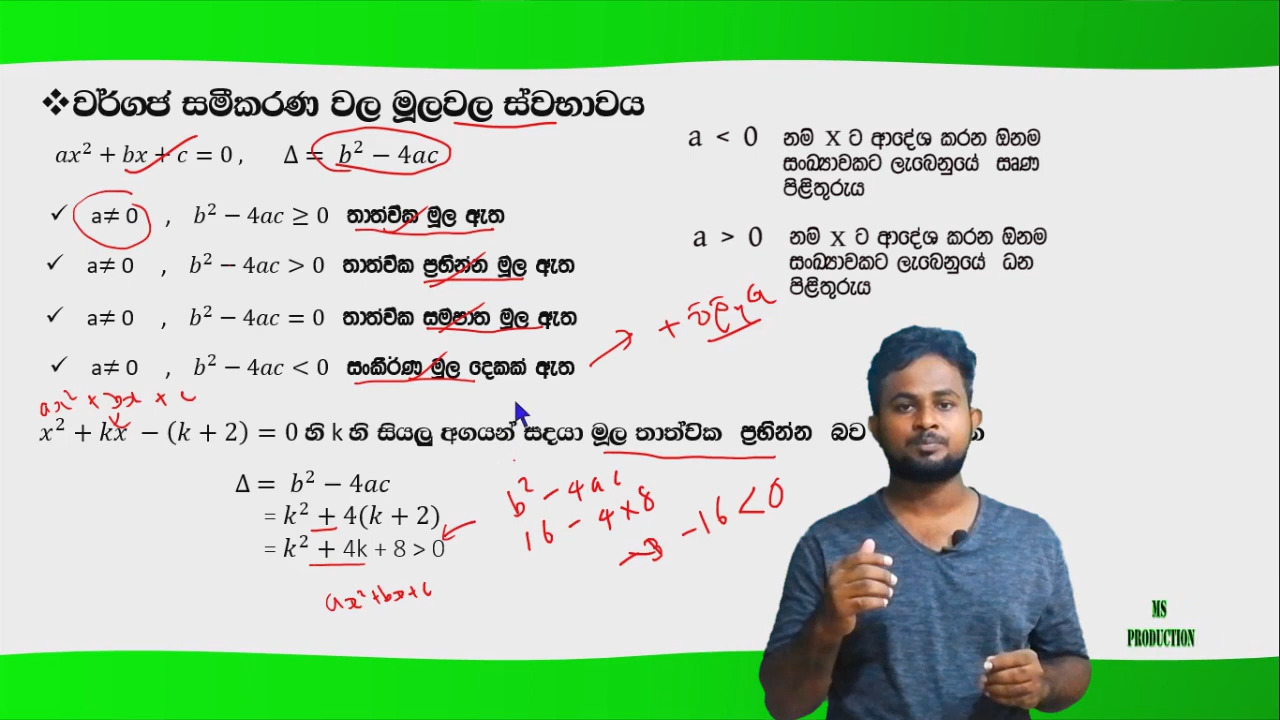 ❖වර්ගජ සමීකරණ වල මූලවල ස්වභාවය
ax² + bx + c = 0 , Δ = b² − 4ac
✓ a≠ 0 , b² − 4ac ≥ 0 තාත්වික මූල ඇත
✓ a≠ 0 , b² − 4ac > 0 තාත්වික ප්‍රභින්න මූල ඇත
✓ a≠ 0 , b² − 4ac = 0 තාත්වික සමපාත මූල ඇත
✓ a≠ 0 , b² − 4ac < 0 සංකීර්ණ මූල දෙකක් ඇත
a < 0 නම් x ට ආදේශ කරන ඕනම
සංඛ්‍යාවකට ලැබෙනුයේ සෘණ
පිළිතුරුය
a > 0 නම් x ට ආදේශ කරන ඕනම
සංඛ්‍යාවකට ලැබෙනුයේ ධන
පිළිතුරුය
x² + kx − (k + 2) = 0 හි k හි සියලු අගයන් සදයා මූල තාත්වික ප්‍රභින්න බව
Δ = b² − 4ac
= k² + 4(k + 2)
= k² + 4k + 8 > 0
ax²+bx+c
b² − 4ac
16 − 4×8
→ −16 < 0
MS
PRODUCTION